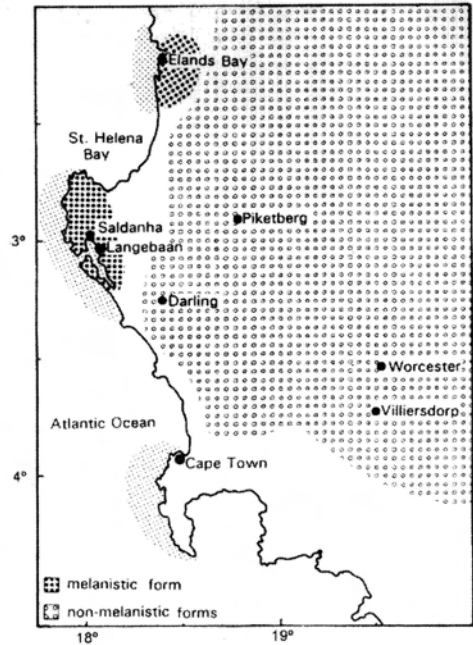 Elands Bay
St. Helena
Bay
Saldanha
Langebaan
Piketberg
3°
Darling
Worcester
Villiersdorp
Atlantic Ocean
Cape Town
4°
melanistic form
non-melanistic forms
18° 19°